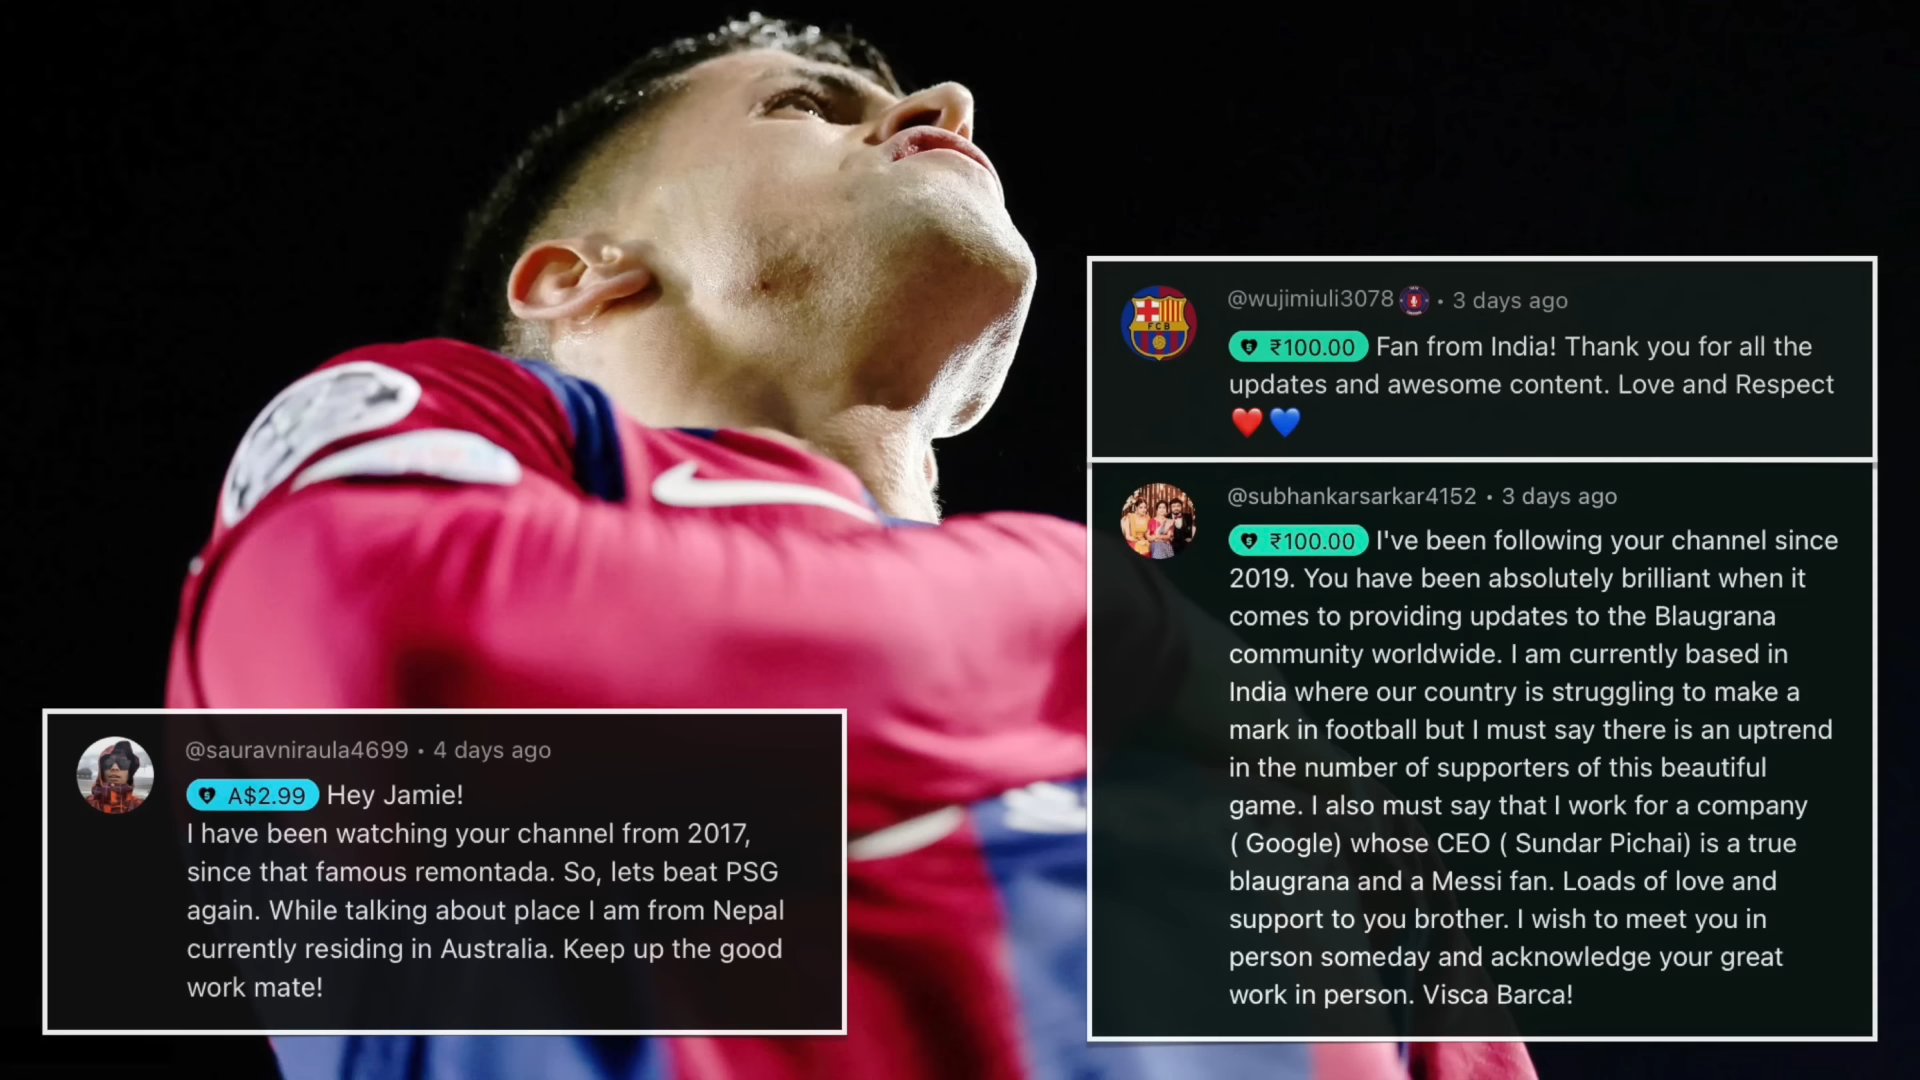 @wujimiuli3078 • 3 days ago
₹100.00 Fan from India! Thank you for all the
updates and awesome content. Love and Respect
❤️💙
FCB
@subhankarsarkar4152 • 3 days ago
₹100.00 I've been following your channel since
2019. You have been absolutely brilliant when it
comes to providing updates to the Blaugrana
community worldwide. I am currently based in
India where our country is struggling to make a
mark in football but I must say there is an uptrend
in the number of supporters of this beautiful
game. I also must say that I work for a company
( Google) whose CEO ( Sundar Pichai) is a true
blaugrana and a Messi fan. Loads of love and
support to you brother. I wish to meet you in
person someday and acknowledge your great
work in person. Visca Barca!
@sauravniraula4699 • 4 days ago
A$2.99 Hey Jamie!
I have been watching your channel from 2017,
since that famous remontada. So, lets beat PSG
again. While talking about place I am from Nepal
currently residing in Australia. Keep up the good
work mate!